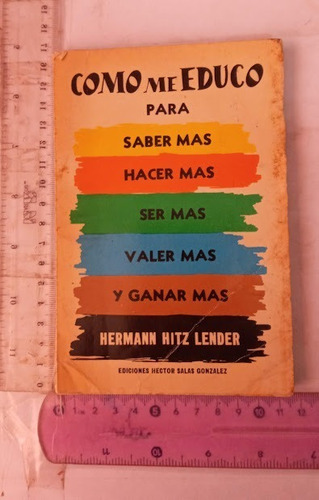 COMO ME EDUCO
PARA
SABER MAS
HACER MAS
SER MAS
VALER MAS
Y GANAR MAS
HERMANN HITZ LENDER
EDICIONES HECTOR SALAS GONZALEZ